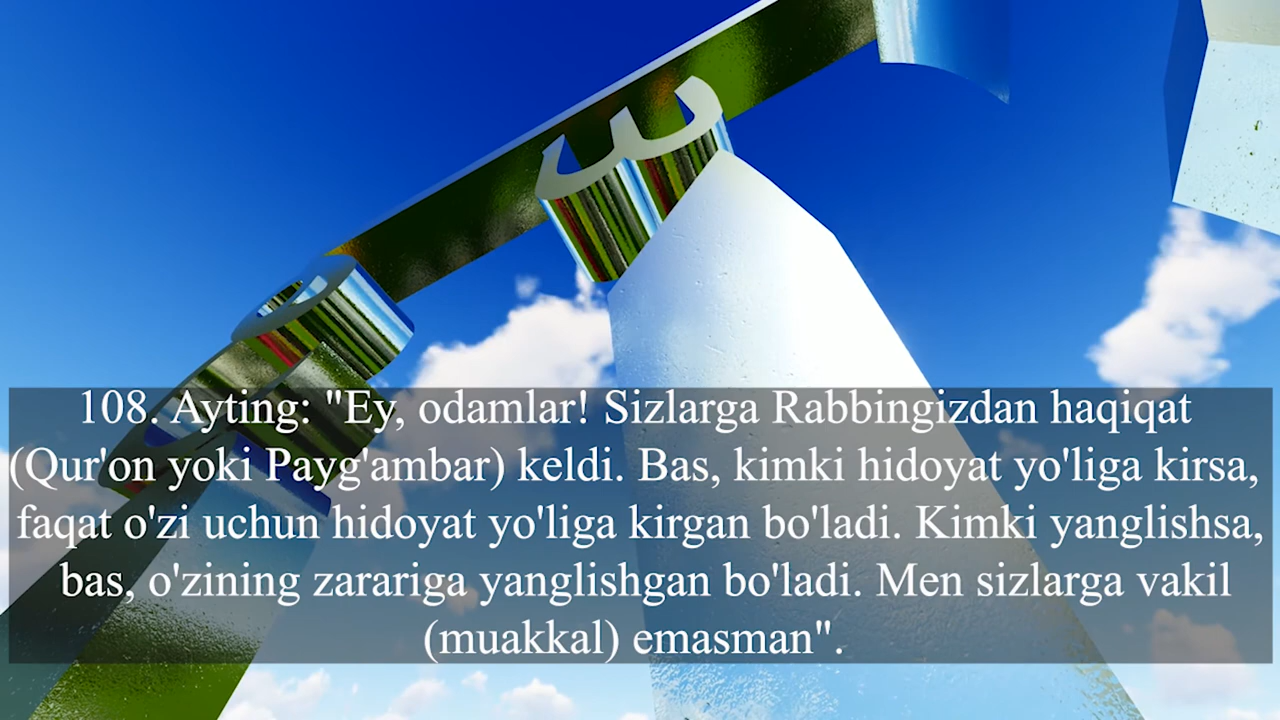 108. Ayting: "Ey, odamlar! Sizlarga Rabbingizdan haqiqat
(Qur'on yoki Payg'ambar) keldi. Bas, kimki hidoyat yo'liga kirsa,
faqat o'zi uchun hidoyat yo'liga kirgan bo'ladi. Kimki yanglishsa,
bas, o'zining zarariga yanglishgan bo'ladi. Men sizlarga vakil
(muakkal) emasman".